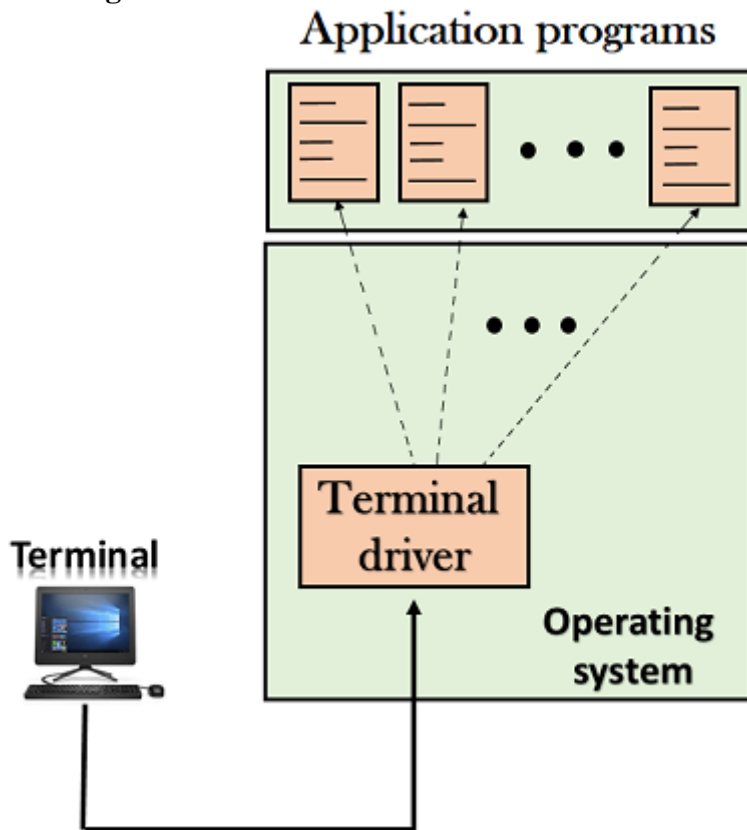 Application programs
Terminal
driver
Terminal
Operating
system